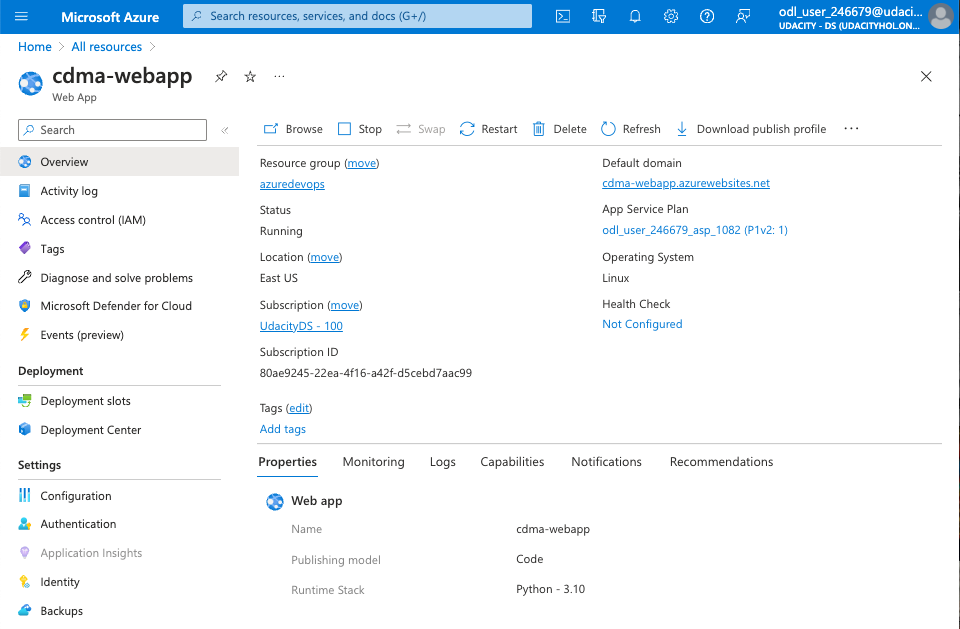 Microsoft Azure
Search resources, services, and docs (G+/)
odl_user_246679@udaci...
UDACITY - DS (UDACITYHOLON...
Home > All resources >
cdma-webapp ...
Web App
Search
Browse Stop Swap Restart Delete Refresh Download publish profile ...
Overview
Activity log
Access control (IAM)
Tags
Diagnose and solve problems
Microsoft Defender for Cloud
Events (preview)
Deployment
Deployment slots
Deployment Center
Settings
Configuration
Authentication
Application Insights
Identity
Backups
Resource group (move)
azuredevops
Status
Running
Location (move)
East US
Subscription (move)
UdacityDS - 100
Subscription ID
80ae9245-22ea-4f16-a42f-d5cebd7aac99
Tags (edit)
Add tags
Default domain
cdma-webapp.azurewebsites.net
App Service Plan
odl_user_246679_asp_1082 (P1v2: 1)
Operating System
Linux
Health Check
Not Configured
Properties Monitoring Logs Capabilities Notifications Recommendations
Web app
Name cdma-webapp
Publishing model Code
Runtime Stack Python - 3.10